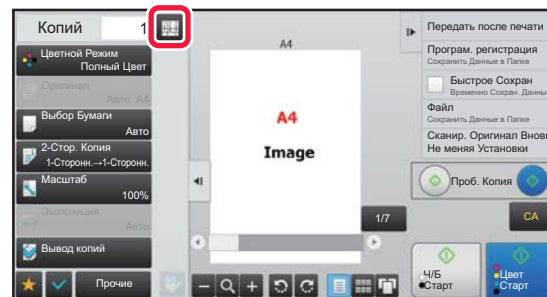 Копий 1
Цветной Режим
Полный Цвет
Оригинал
Авто A4
Выбор Бумаги
Авто
2-Стор. Копия
1-Сторонн.→1-Сторонн.
Масштаб
100%
Экспозиция
Авто
Вывод копий
Прочие
A4
A4
Image
1/7
Передать после печати
Програм. регистрация
Сохранить Данные в Папке
Быстрое Сохран
Временно Сохран. Данны
Файл
Сохранить Данные в Папке
Сканир. Оригинал Внов
Не меняя Установки
Проб. Копия
CA
Ч/Б
Старт
Цвет
Старт